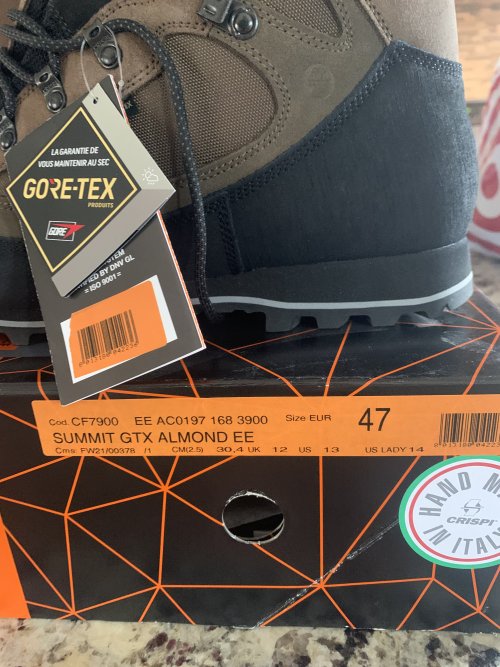 LA GARANTIE DE
VOUS MAINTENIR AU SEC
GORE-TEX
PRODUITS
GORE
BY DNV GL
= ISO 9001 =
Cod. CF7900 EE AC0197 168 3900 Size EUR 47
SUMMIT GTX ALMOND EE
Cms: FW21/00378 /1 CM(2.5) 30,4 UK 12 US 13 US LADY 14
HAND
CRISPI
IN ITALY